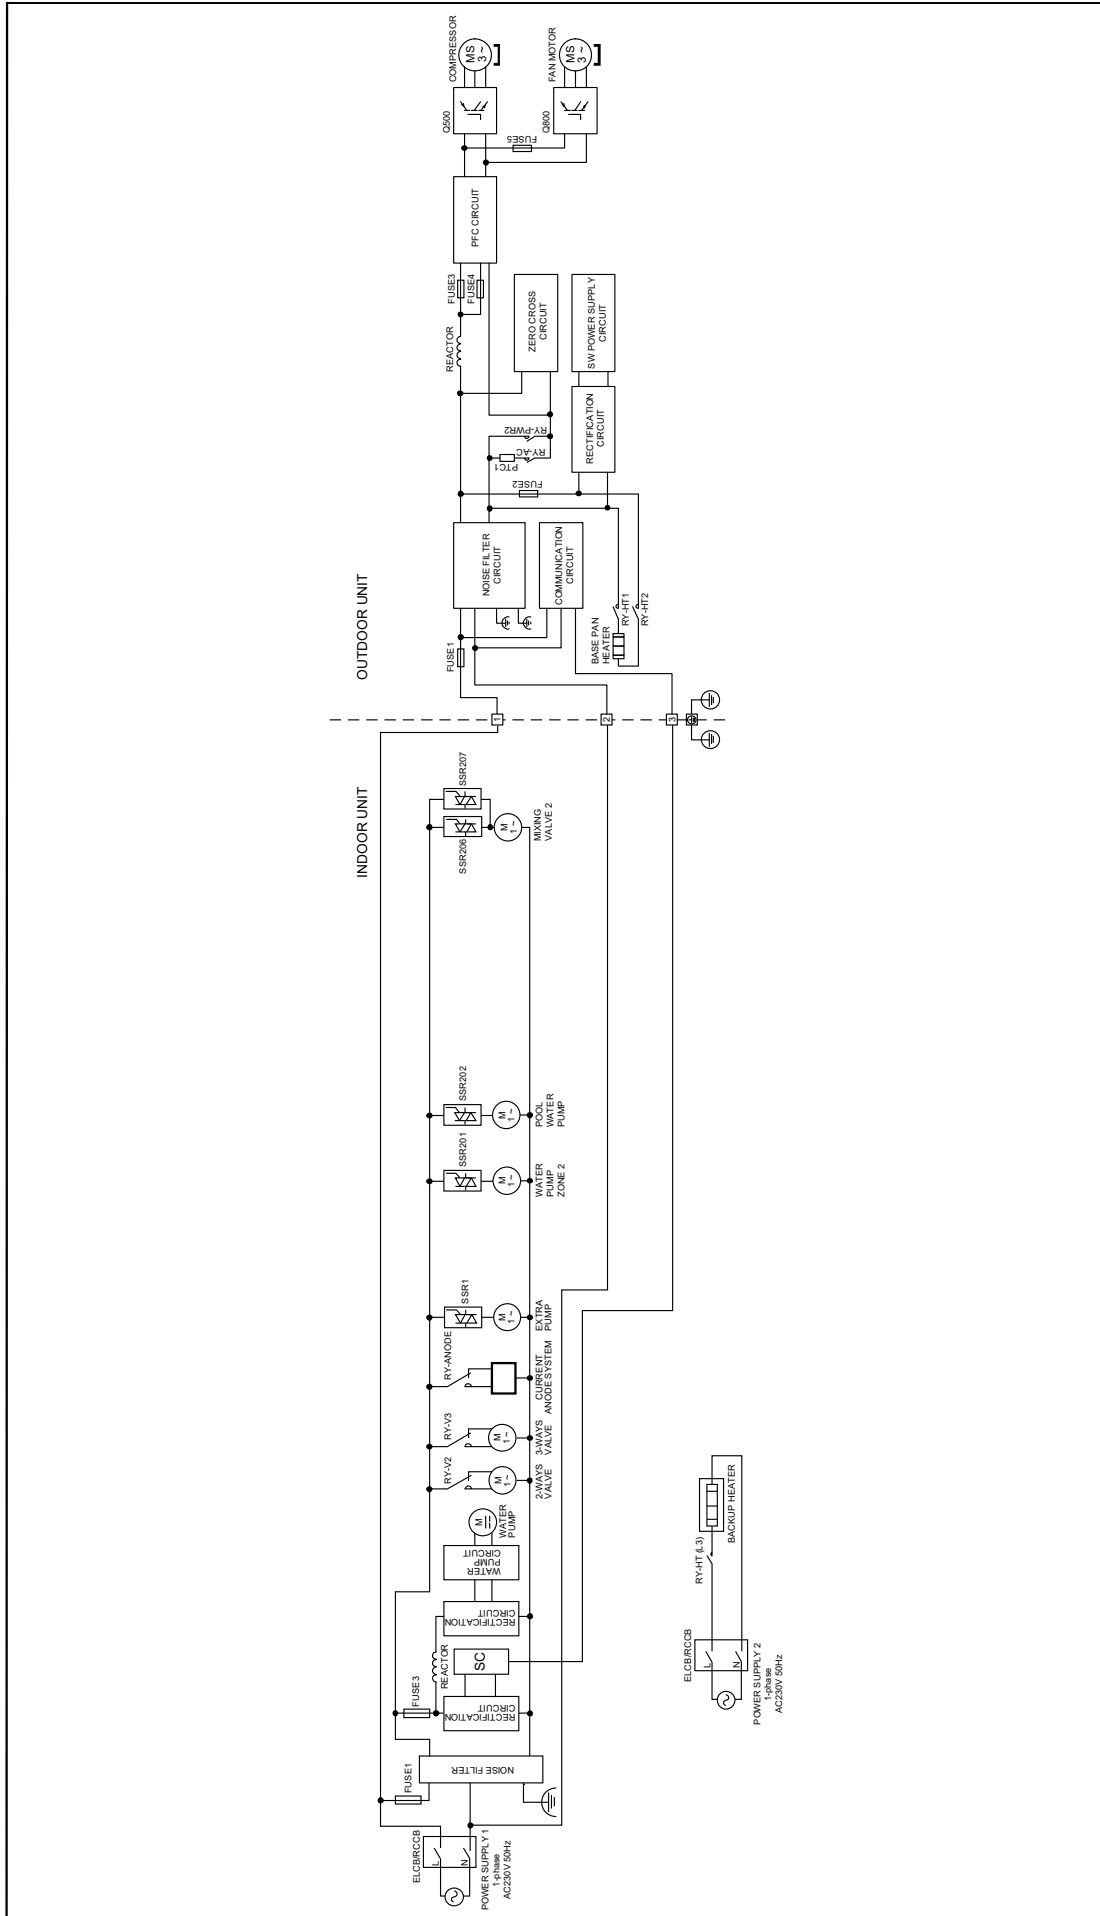 COMPRESSOR
MS
3 ~
FAN MOTOR
MS
3 ~
Q500
Q800
FUSE5
PFC CIRCUIT
FUSE3
FUSE4
REACTOR
ZERO CROSS
CIRCUIT
SW POWER SUPPLY
CIRCUIT
RECTIFICATION
CIRCUIT
RY-PWR2
RY-AC
PTC1
FUSE2
NOISE FILTER
CIRCUIT
COMMUNICATION
CIRCUIT
OUTDOOR UNIT
FUSE1
BASE PAN
HEATER
RY-HT1
RY-HT2
1
2
3
INDOOR UNIT
SSR207
SSR206
M
1 ~
MIXING
VALVE 2
SSR202
M
1 ~
POOL
WATER
PUMP
SSR201
M
1 ~
WATER
PUMP
ZONE 2
SSR1
M
1 ~
EXTRA
PUMP
RY-ANODE
CURRENT
ANODE SYSTEM
RY-V3
M
1 ~
3-WAYS
VALVE
RY-V2
M
1 ~
2-WAYS
VALVE
M
WATER
PUMP
WATER
PUMP
CIRCUIT
RECTIFICATION
CIRCUIT
REACTOR
SC
FUSE3
RECTIFICATION
CIRCUIT
NOISE FILTER
FUSE1
ELCB/RCCB
L
N
POWER SUPPLY 1
1-phase
AC230V 50Hz
BACKUP HEATER
RY-HT (L3)
ELCB/RCCB
L
N
POWER SUPPLY 2
1-phase
AC230V 50Hz